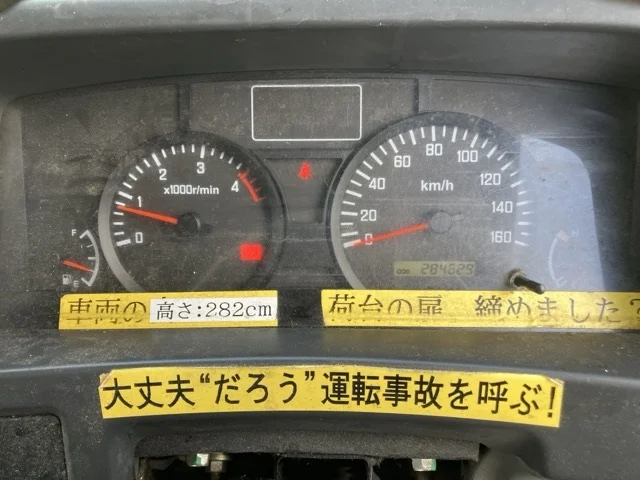 0 1 2 3 4
x1000r/min
F
E
0 20 40 60 80 100 120 140 160
km/h
H
284629
車両の 高さ:282cm
荷台の扉 締めました?
大丈夫“だろう”運転事故を呼ぶ!